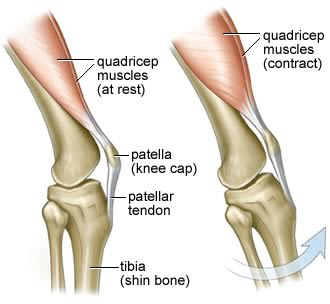 quadricep
muscles
(at rest)
quadricep
muscles
(contract)
patella
(knee cap)
patellar
tendon
tibia
(shin bone)